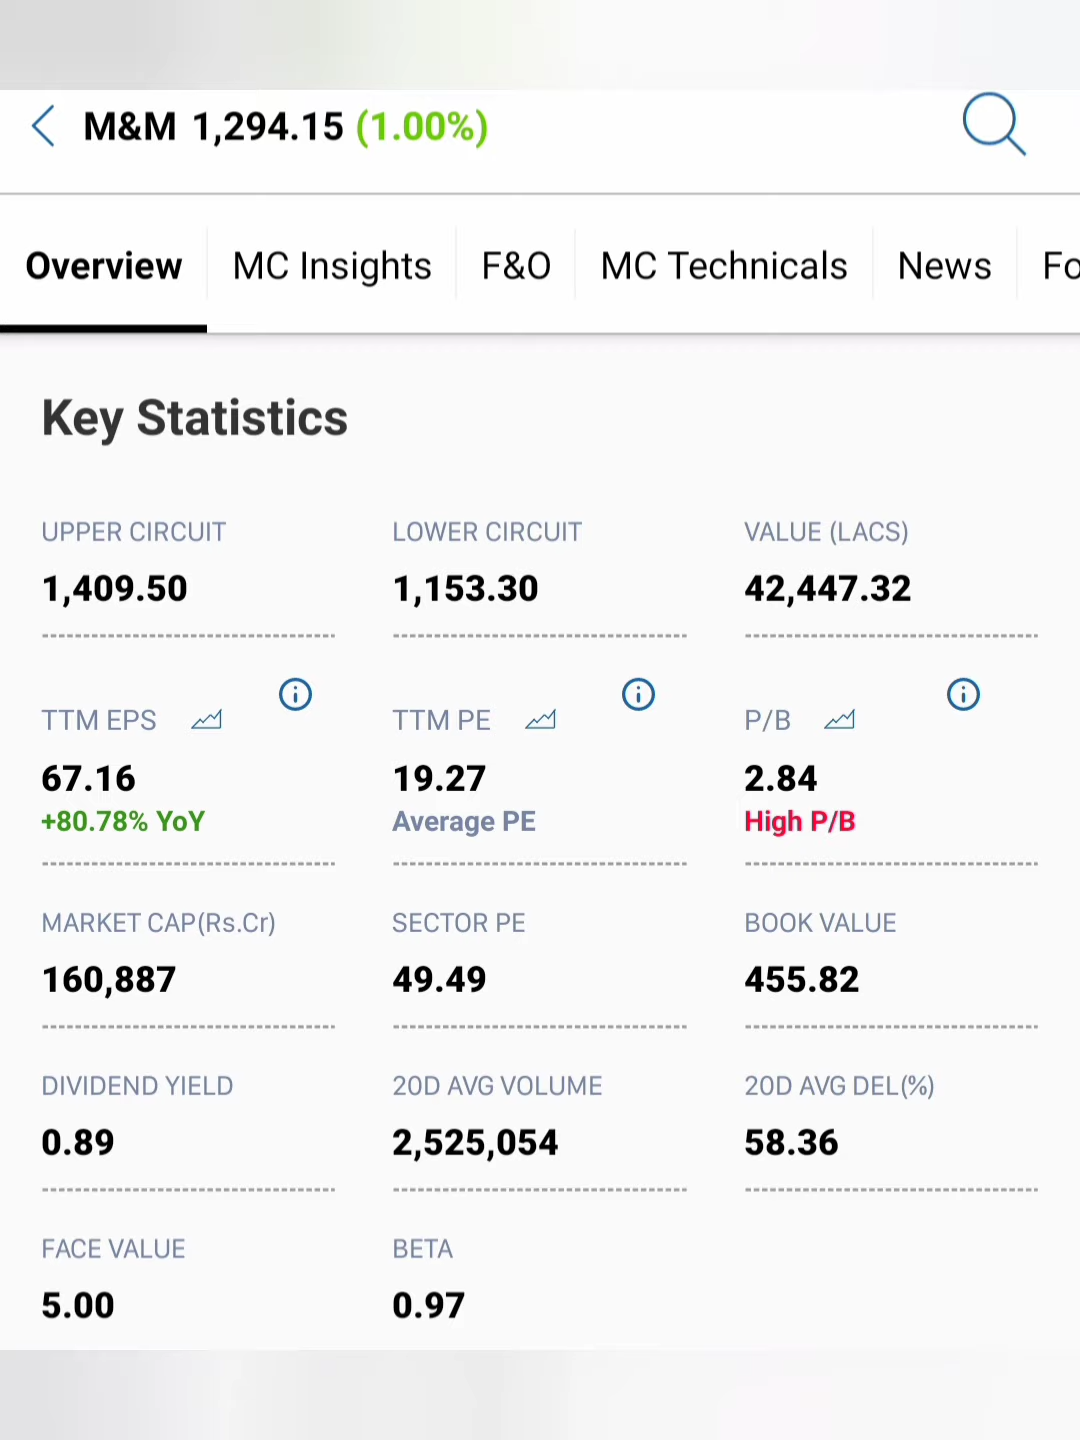 M&M 1,294.15 (1.00%)
Overview MC Insights F&O MC Technicals News Fo
Key Statistics
UPPER CIRCUIT LOWER CIRCUIT VALUE (LACS)
1,409.50 1,153.30 42,447.32
TTM EPS TTM PE P/B
67.16 19.27 2.84
+80.78% YoY Average PE High P/B
MARKET CAP(Rs.Cr) SECTOR PE BOOK VALUE
160,887 49.49 455.82
DIVIDEND YIELD 20D AVG VOLUME 20D AVG DEL(%)
0.89 2,525,054 58.36
FACE VALUE BETA
5.00 0.97